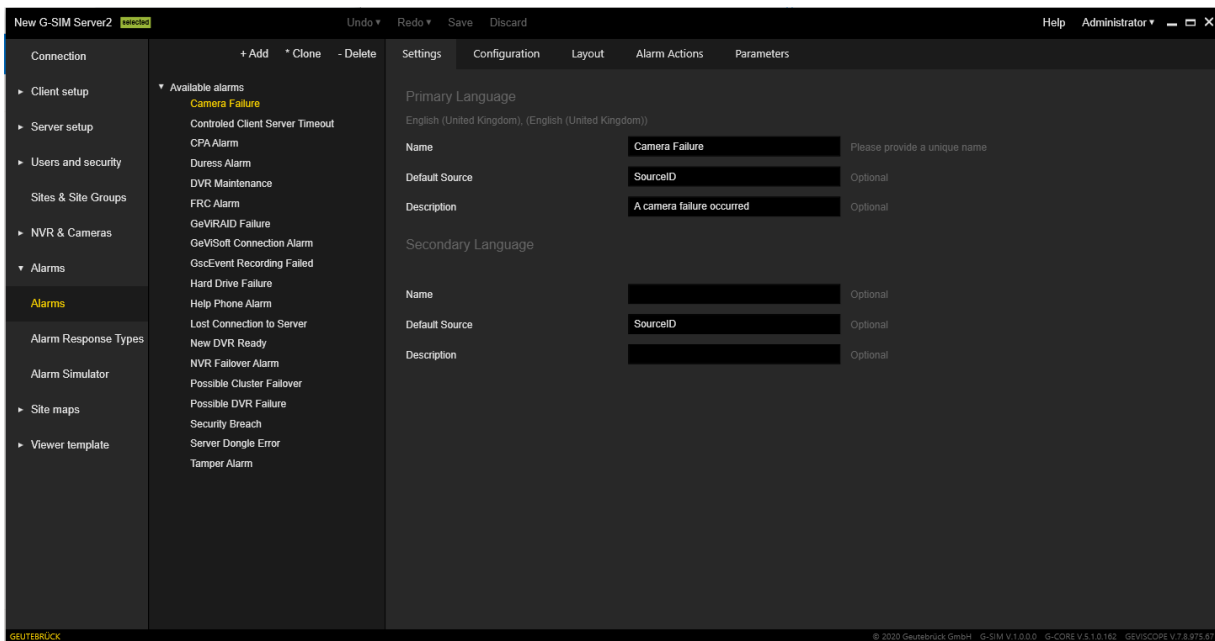 New G-SIM Server2 selected Undo Redo Save Discard Help Administrator
Connection
Client setup
Server setup
Users and security
Sites & Site Groups
NVR & Cameras
Alarms
Alarms
Alarm Response Types
Alarm Simulator
Site maps
Viewer template
+ Add * Clone - Delete
Available alarms
Camera Failure
Controled Client Server Timeout
CPA Alarm
Duress Alarm
DVR Maintenance
FRC Alarm
GeViRAID Failure
GeViSoft Connection Alarm
GscEvent Recording Failed
Hard Drive Failure
Help Phone Alarm
Lost Connection to Server
New DVR Ready
NVR Failover Alarm
Possible Cluster Failover
Possible DVR Failure
Security Breach
Server Dongle Error
Tamper Alarm
Settings Configuration Layout Alarm Actions Parameters
Primary Language
English (United Kingdom), (English (United Kingdom))
Name Camera Failure Please provide a unique name
Default Source SourceID Optional
Description A camera failure occurred Optional
Secondary Language
Name Optional
Default Source SourceID Optional
Description Optional
GEUTEBRÜCK © 2020 Geutebrück GmbH G-SIM V.1.0.0.0 G-CORE V.5.1.0.162 GEVISCOPE V.7.8.975.67